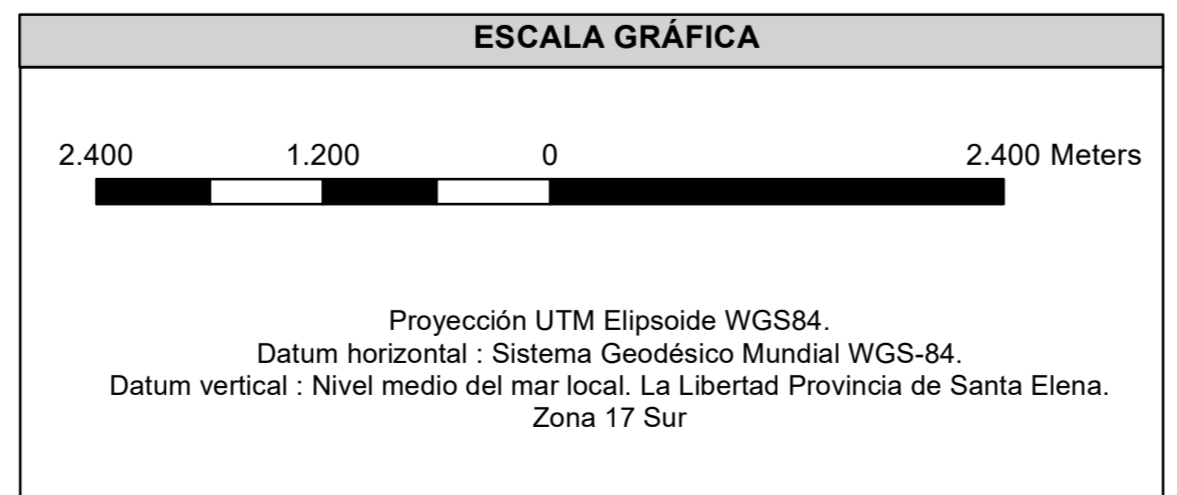 ESCALA GRÁFICA
2.400 1.200 0 2.400 Meters
Proyección UTM Elipsoide WGS84.
Datum horizontal : Sistema Geodésico Mundial WGS-84.
Datum vertical : Nivel medio del mar local. La Libertad Provincia de Santa Elena.
Zona 17 Sur